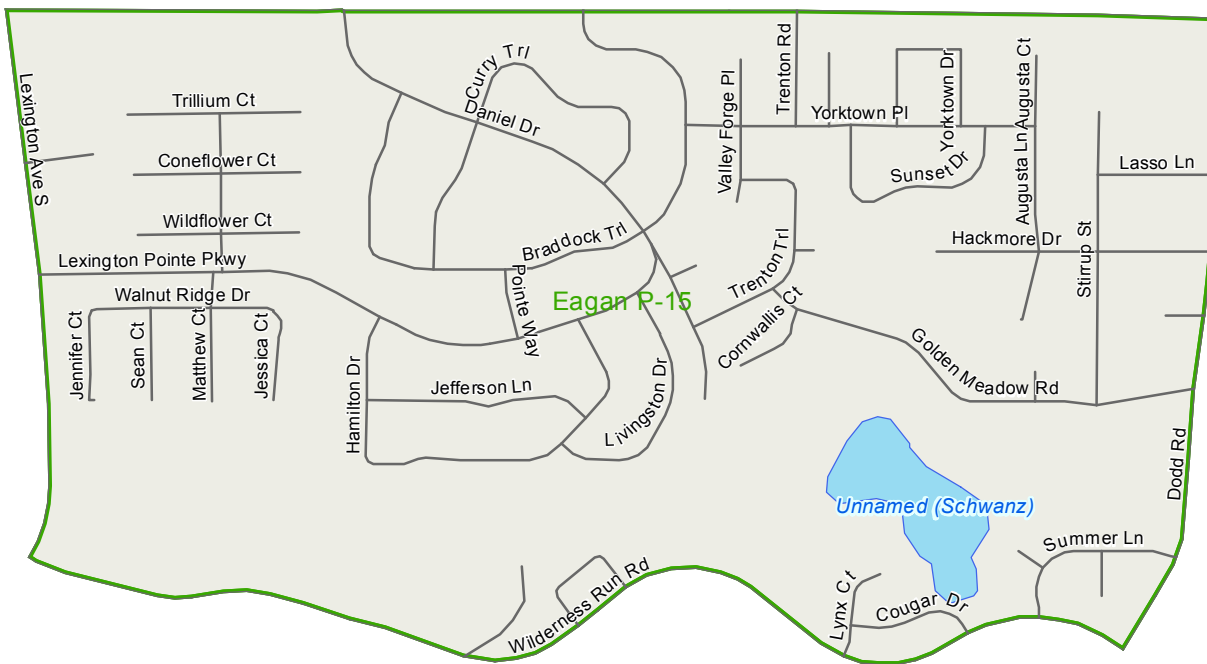 Curry Trl
Trenton Rd
Augusta Ct
Lexington Ave S
Trillium Ct
Daniel Dr
Valley Forge Pl
Yorktown Pl
Yorktown Dr
Coneflower Ct
Sunset Dr
Augusta Ln
Lasso Ln
Wildflower Ct
Braddock Trl
Hackmore Dr
Stirrup St
Lexington Pointe Pkwy
Trenton Trl
Walnut Ridge Dr
Pointe Way
Eagan P-15
Cornwallis Ct
Jennifer Ct
Sean Ct
Matthew Ct
Jessica Ct
Hamilton Dr
Jefferson Ln
Livingston Dr
Golden Meadow Rd
Dodd Rd
Unnamed (Schwanz)
Summer Ln
Wilderness Run Rd
Lynx Ct
Cougar Dr